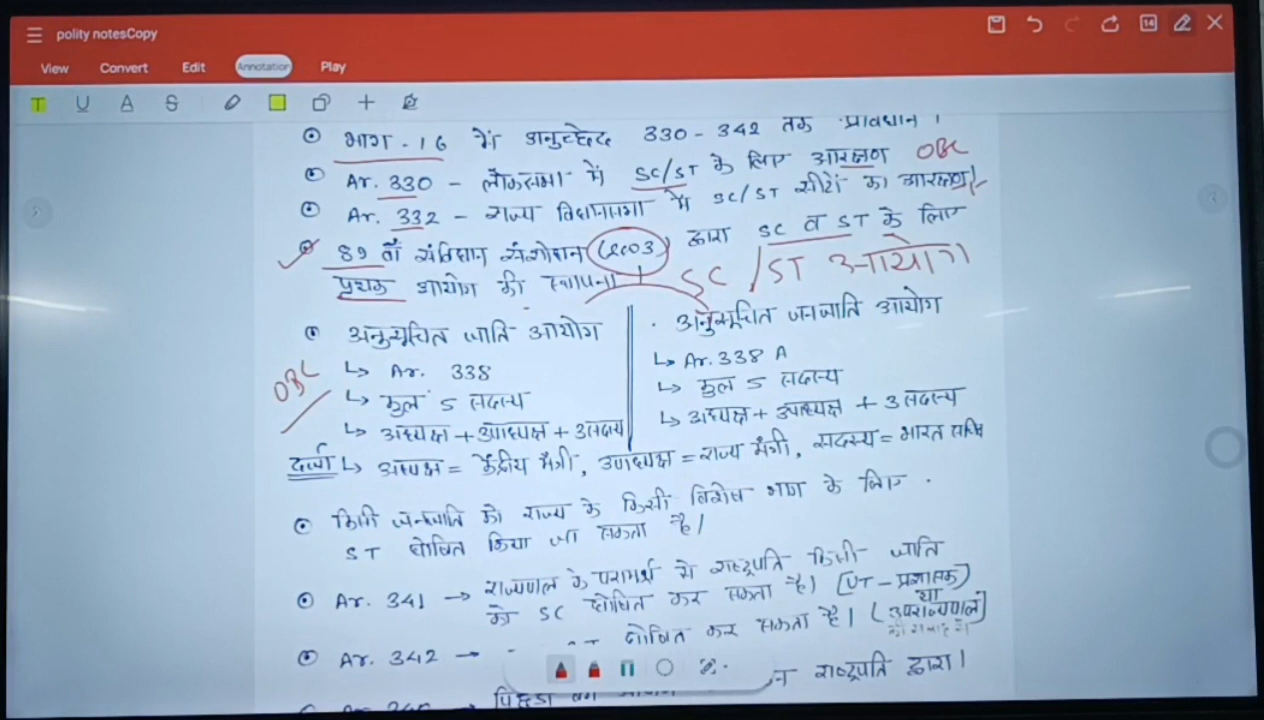 polity notesCopy
14
View Convert Edit Annotation Play
T U A S
भाग - 16 में अनुच्छेद 330 - 342 तक प्रावधान ।
Ar. 330 - लोकसभा में SC/ST के लिए आरक्षण OBC
Ar. 332 - राज्य विधानसभा में SC/ST सीटों का आरक्षण।
89 वाँ संविधान संशोधन (2003) द्वारा SC व ST के लिए
पृथक आयोग की स्थापना SC/ST आयोग
अनुसूचित जाति आयोग
↳ Ar. 338
↳ कुल 5 सदस्य
↳ अध्यक्ष + उपाध्यक्ष + 3 सदस्य
OBC
· अनुसूचित जनजाति आयोग
↳ Ar. 338 A
↳ कुल 5 सदस्य
↳ अध्यक्ष + उपाध्यक्ष + 3 सदस्य
दर्जा ↳ अध्यक्ष = केंद्रीय मंत्री, उपाध्यक्ष = राज्य मंत्री, सदस्य = भारत सचिव
किसी जनजाति को राज्य के किसी विशेष भाग के लिए
ST घोषित किया जा सकता है।
Ar. 341 → राज्यपाल के परामर्श से राष्ट्रपति किसी जाति
को SC घोषित कर सकता है। [UT - प्रशासक)
या
Ar. 342 → घोषित कर सकता है। (उपराज्यपाल]
राष्ट्रपति द्वारा।